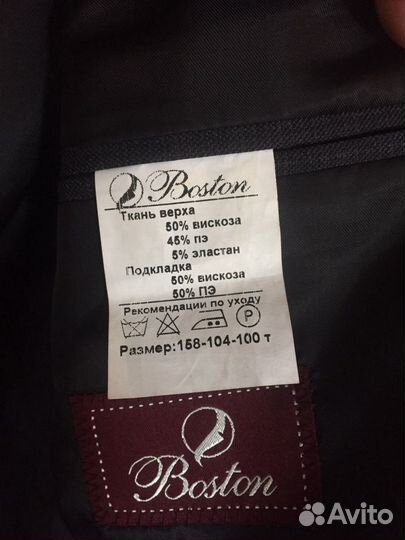 Boston
Ткань верха
50% вискоза
45% пэ
5% эластан
Подкладка
50% вискоза
50% ПЭ
Рекомендации по уходу
P
Размер:158-104-100 т
Boston
Avito